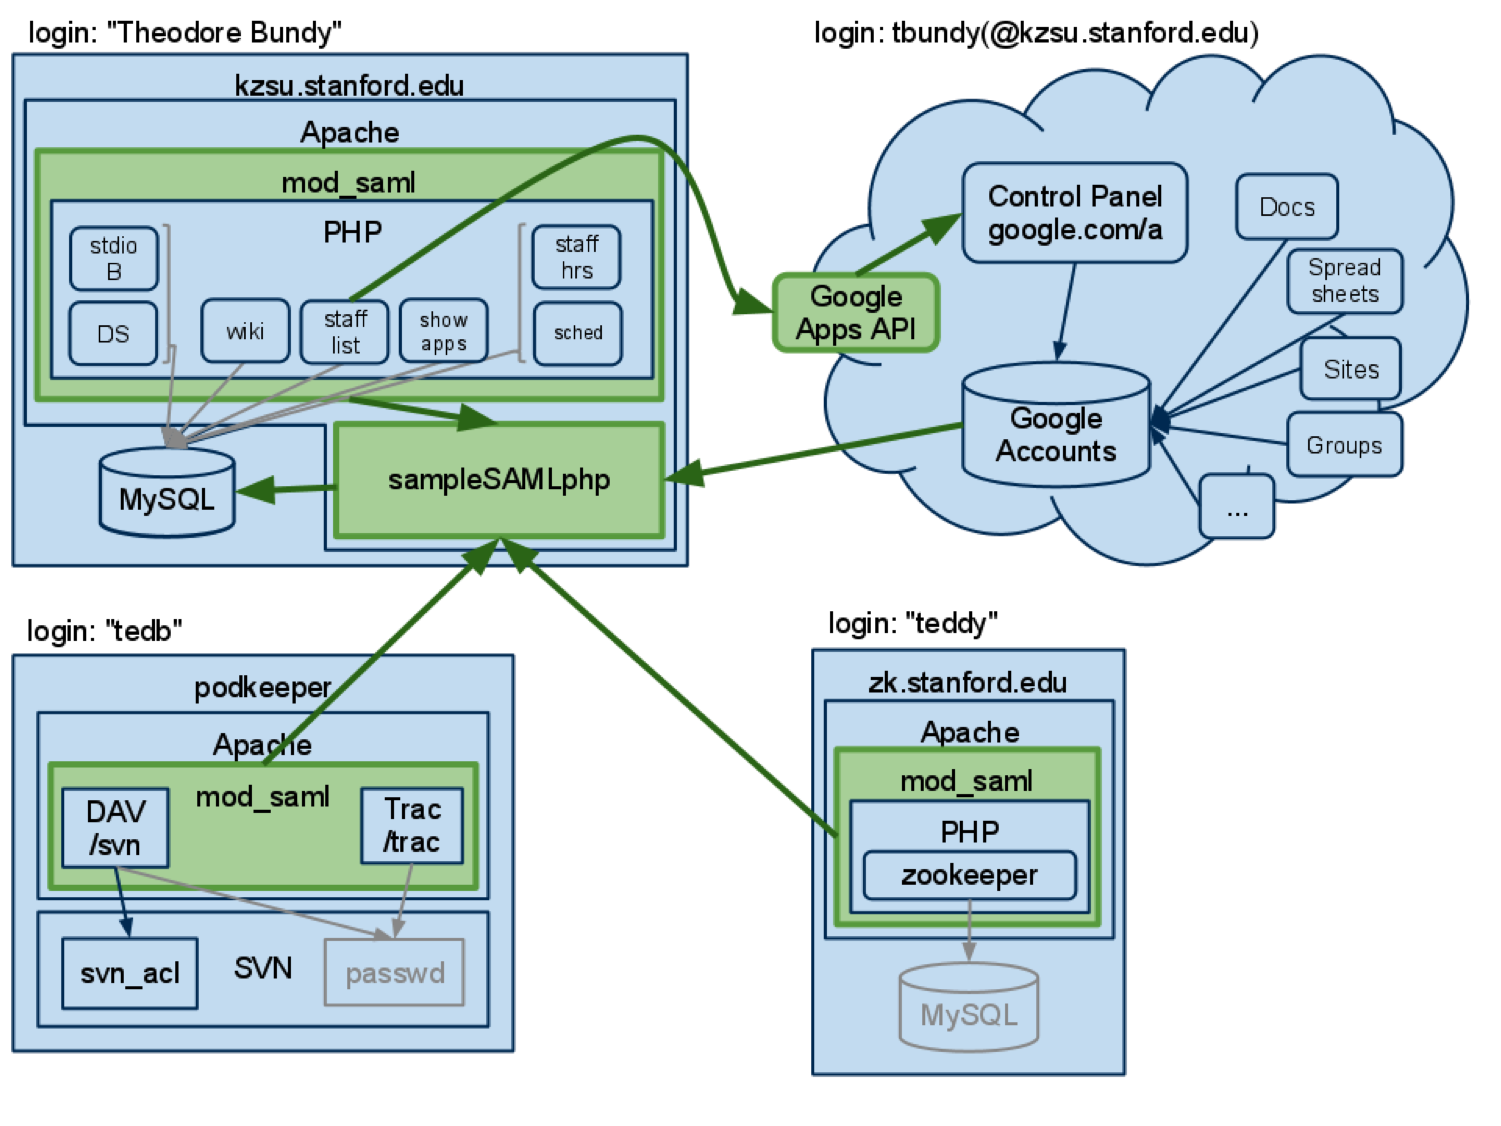 login: "Theodore Bundy"
kzsu.stanford.edu
Apache
mod_saml
PHP
stdio
B
DS
wiki
staff
list
show
apps
staff
hrs
sched
MySQL
sampleSAMLphp
login: tbundy(@kzsu.stanford.edu)
Control Panel
google.com/a
Docs
Spread
sheets
Google
Apps API
Sites
Google
Accounts
Groups
...
login: "tedb"
podkeeper
Apache
mod_saml
DAV
/svn
Trac
/trac
svn_acl
SVN
passwd
login: "teddy"
zk.stanford.edu
Apache
mod_saml
PHP
zookeeper
MySQL